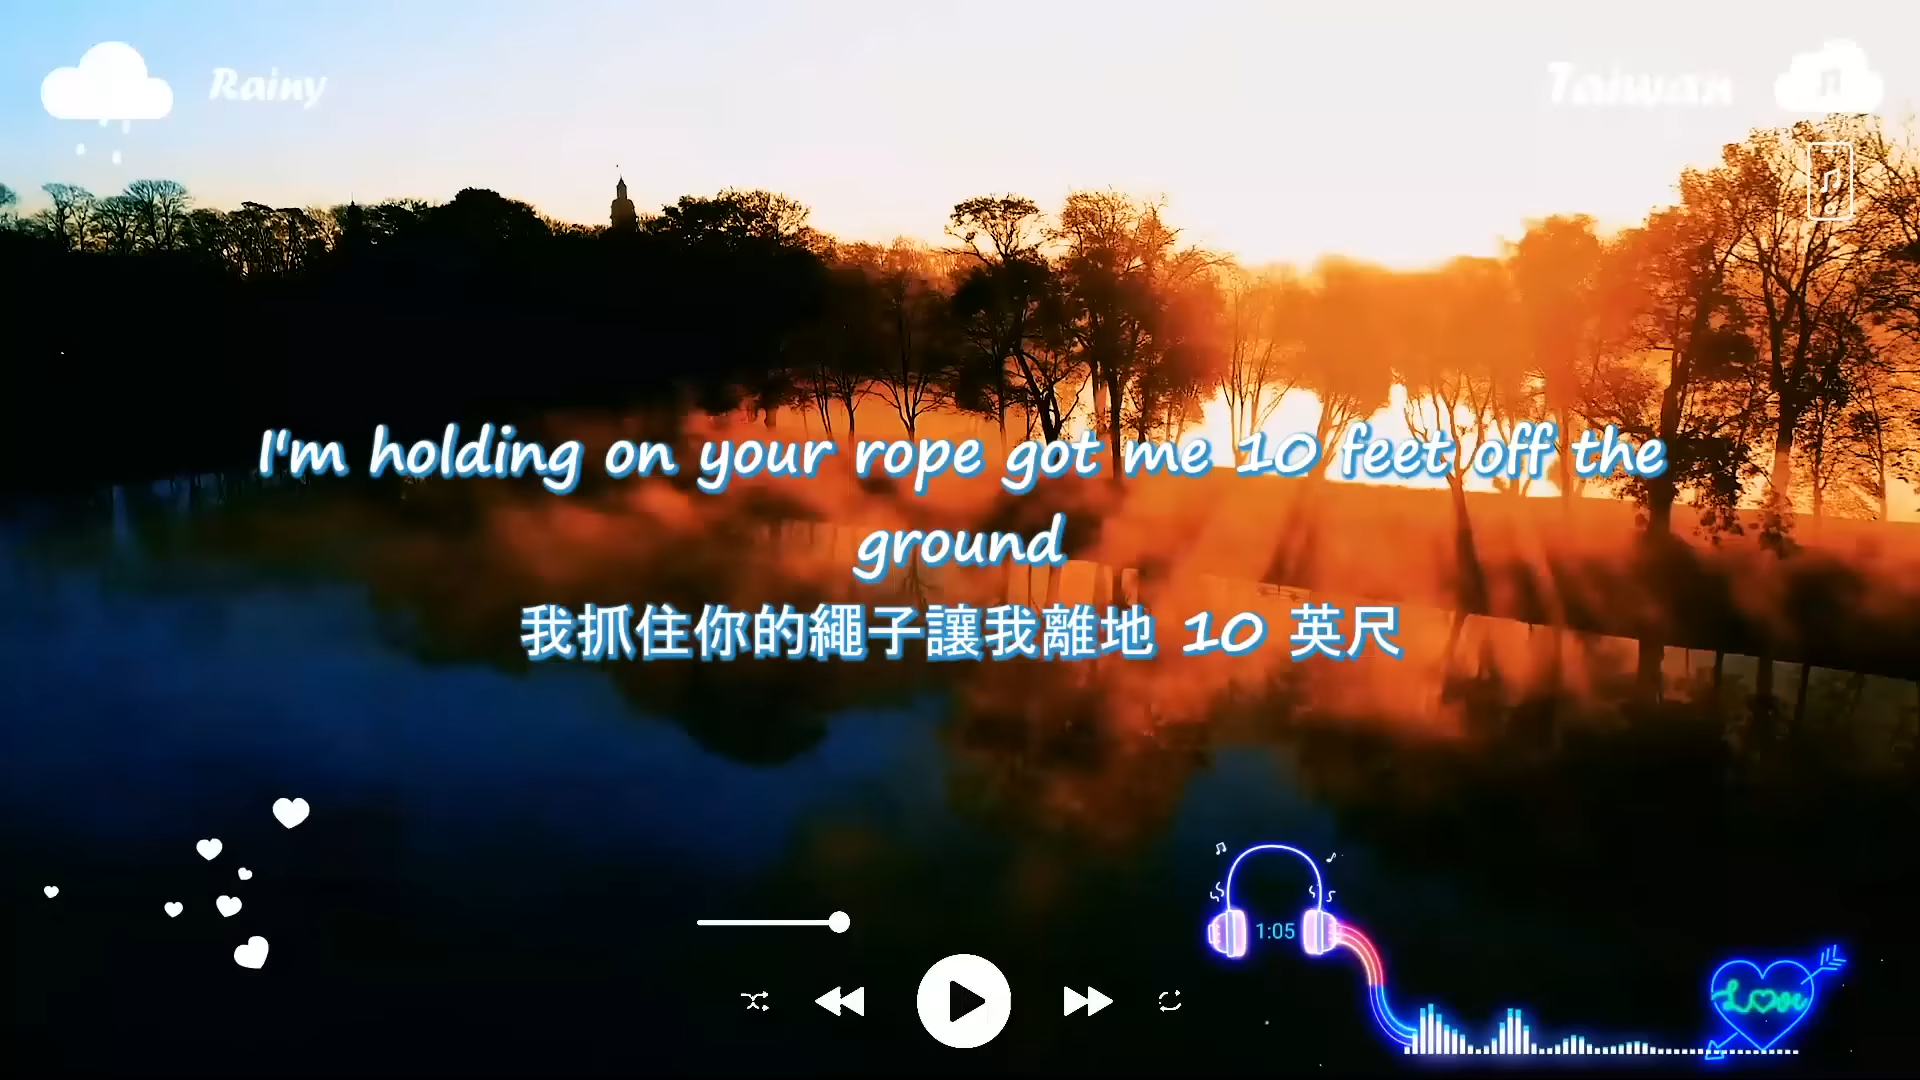 Rainy
Taiwan
I'm holding on your rope got me 10 feet off the
ground
我抓住你的繩子讓我離地 10 英尺
1:05
Love